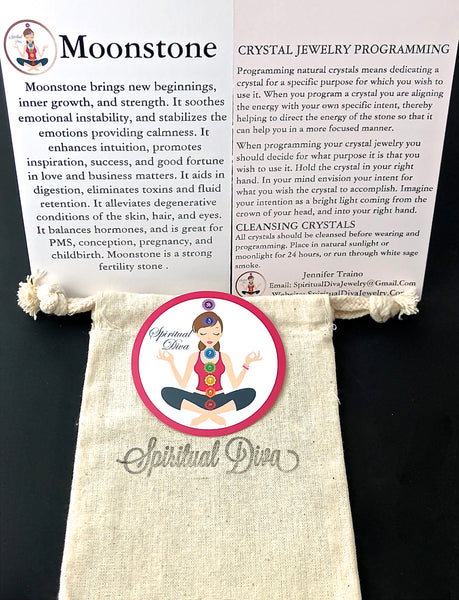 Moonstone
Moonstone brings new beginnings,
inner growth, and strength. It soothes
emotional instability, and stabilizes the
emotions providing calmness. It
enhances intuition, promotes
inspiration, success, and good fortune
in love and business matters. It aids in
digestion, eliminates toxins and fluid
retention. It alleviates degenerative
conditions of the skin, hair, and eyes.
It balances hormones, and is great for
PMS, conception, pregnancy, and
childbirth. Moonstone is a strong
fertility stone .
CRYSTAL JEWELRY PROGRAMMING
Programming natural crystals means dedicating a
crystal for a specific purpose for which you wish to
use it. When you program a crystal you are aligning
the energy with your own specific intent, thereby
helping to direct the energy of the stone so that it
can help you in a more focused manner.
When programming your crystal jewelry you
should decide for what purpose it is that you
wish to use it. Hold the crystal in your right
hand. In your mind envision your intent for
what you wish the crystal to accomplish. Imagine
your intention as a bright light coming from the
crown of your head, and into your right hand.
CLEANSING CRYSTALS
All crystals should be cleansed before wearing and
programming. Place in natural sunlight or
moonlight for 24 hours, or run through white sage
smoke.
Jennifer Traino
Email: SpiritualDivaJewelry@Gmail.Com
Website: SpiritualDivaJewelry.Com
Spiritual
Diva
Spiritual Diva